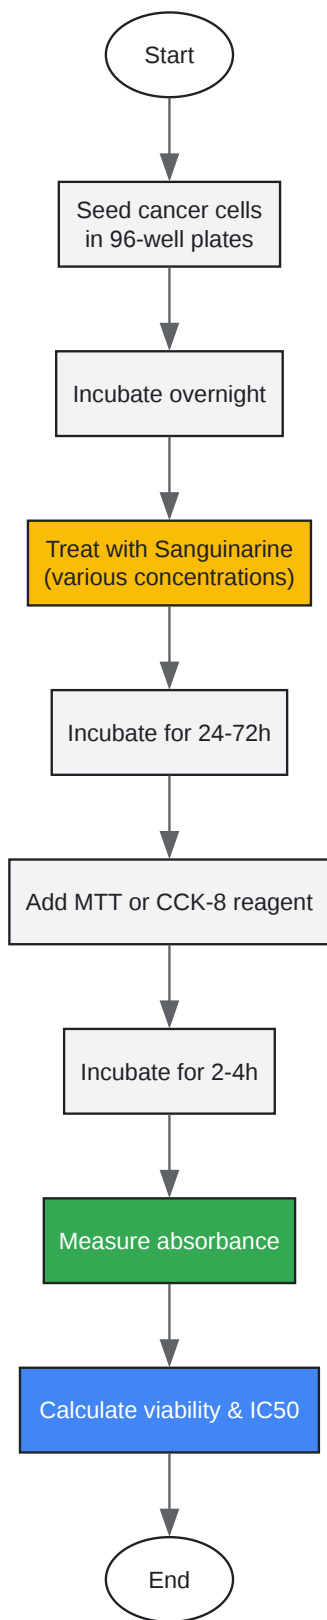 Start
Seed cancer cells
in 96-well plates
Incubate overnight
Treat with Sanguinarine
(various concentrations)
Incubate for 24-72h
Add MTT or CCK-8 reagent
Incubate for 2-4h
Measure absorbance
Calculate viability & IC50
End